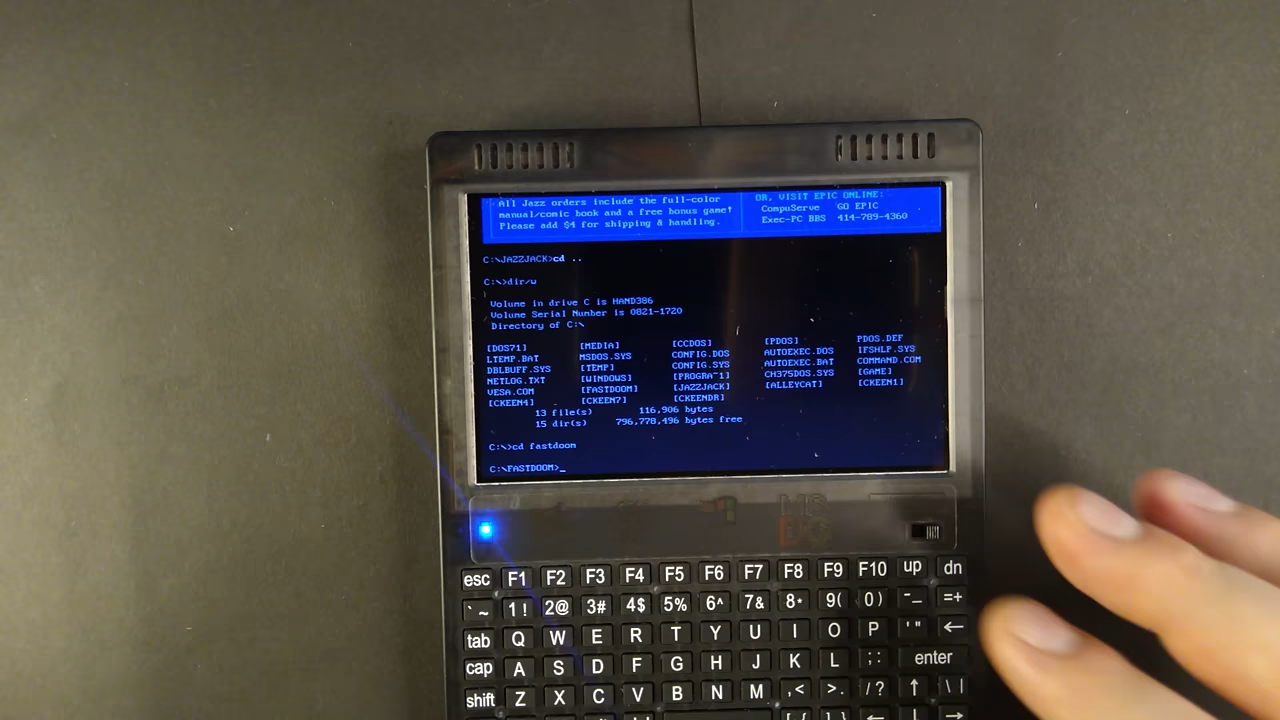 All Jazz orders include the full-color
manual/comic book and a free bonus game!
Please add $4 for shipping & handling.
OR, VISIT EPIC ONLINE:
CompuServe GO EPIC
Exec-PC BBS 414-789-4360
C:\JAZZJACK>cd ..
C:\>dir/w
Volume in drive C is HAND386
Volume Serial Number is 0821-1720
Directory of C:\
[DOS71] [MEDIA] [CCDOS] [PDOS] PDOS.DEF
LTEMP.BAT MSDOS.SYS CONFIG.DOS AUTOEXEC.DOS IFSHLP.SYS
DBLBUFF.SYS [TEMP] CONFIG.SYS AUTOEXEC.BAT COMMAND.COM
NETLOG.TXT [WINDOWS] [PROGRA~1] CH375DOS.SYS [GAME]
VESA.COM [FASTDOOM] [JAZZJACK] [ALLEYCAT] [CKEEN1]
[CKEEN4] [CKEEN7] [CKEENDR]
13 file(s) 116,906 bytes
15 dir(s) 796,778,496 bytes free
C:\>cd fastdoom
C:\FASTDOOM>_
MS
DOS
esc F1 F2 F3 F4 F5 F6 F7 F8 F9 F10 up dn
` ~ 1! 2@ 3# 4$ 5% 6^ 7& 8* 9( 0) -_ =+
tab Q W E R T Y U I O P '" ←
cap A S D F G H J K L ;: enter
shift Z X C V B N M ,< >. /? ↑ \|